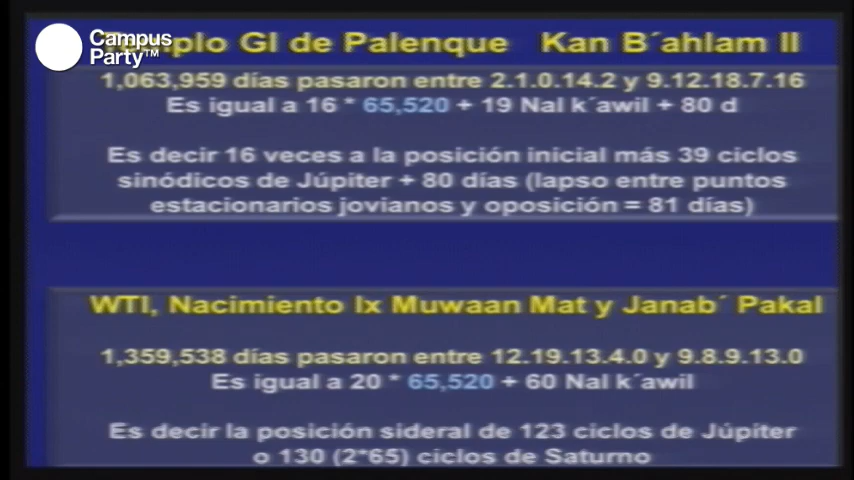 Campus
Party™
GI de Palenque Kan B´ahlam II
1,063,959 días pasaron entre 2.1.0.14.2 y 9.12.18.7.16
Es igual a 16 * 65,520 + 19 Nal k´awil + 80 d
Es decir 16 veces a la posición inicial más 39 ciclos
sinódicos de Júpiter + 80 días (lapso entre puntos
estacionarios jovianos y oposición = 81 días)
WTI, Nacimiento Ix Muwaan Mat y Janab´ Pakal
1,359,538 días pasaron entre 12.19.13.4.0 y 9.8.9.13.0
Es igual a 20 * 65,520 + 60 Nal k´awil
Es decir la posición sideral de 123 ciclos de Júpiter
o 130 (2*65) ciclos de Saturno